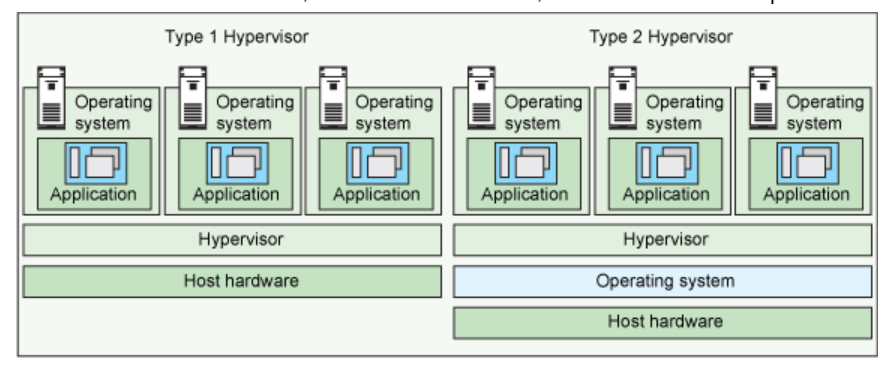 Type 1 Hypervisor
Type 2 Hypervisor
Operating
system
Application
Operating
system
Application
Operating
system
Application
Operating
system
Application
Operating
system
Application
Operating
system
Application
Hypervisor
Hypervisor
Host hardware
Operating system
Host hardware